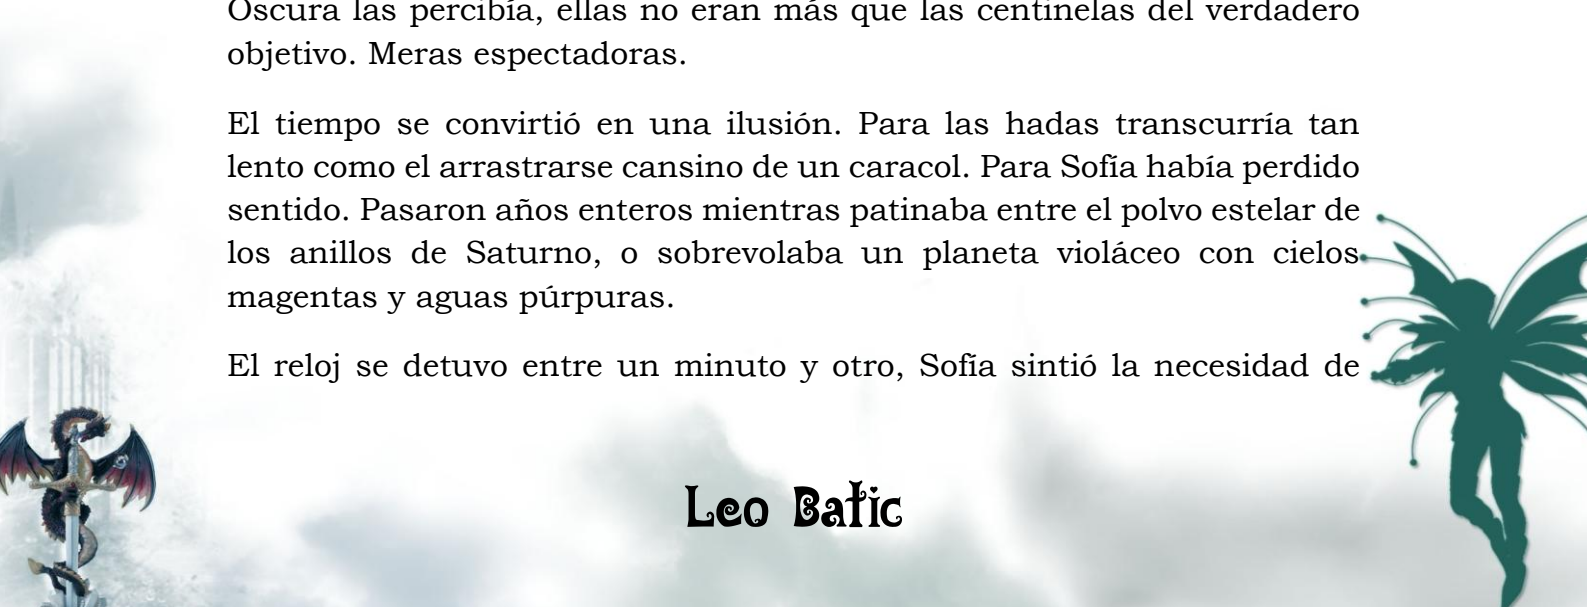 Oscura las percibía, ellas no eran más que las centinelas del verdadero
objetivo. Meras espectadoras.
El tiempo se convirtió en una ilusión. Para las hadas transcurría tan
lento como el arrastrarse cansino de un caracol. Para Sofía había perdido
sentido. Pasaron años enteros mientras patinaba entre el polvo estelar de
los anillos de Saturno, o sobrevolaba un planeta violáceo con cielos
magentas y aguas púrpuras.
El reloj se detuvo entre un minuto y otro, Sofía sintió la necesidad de
Leo Batic